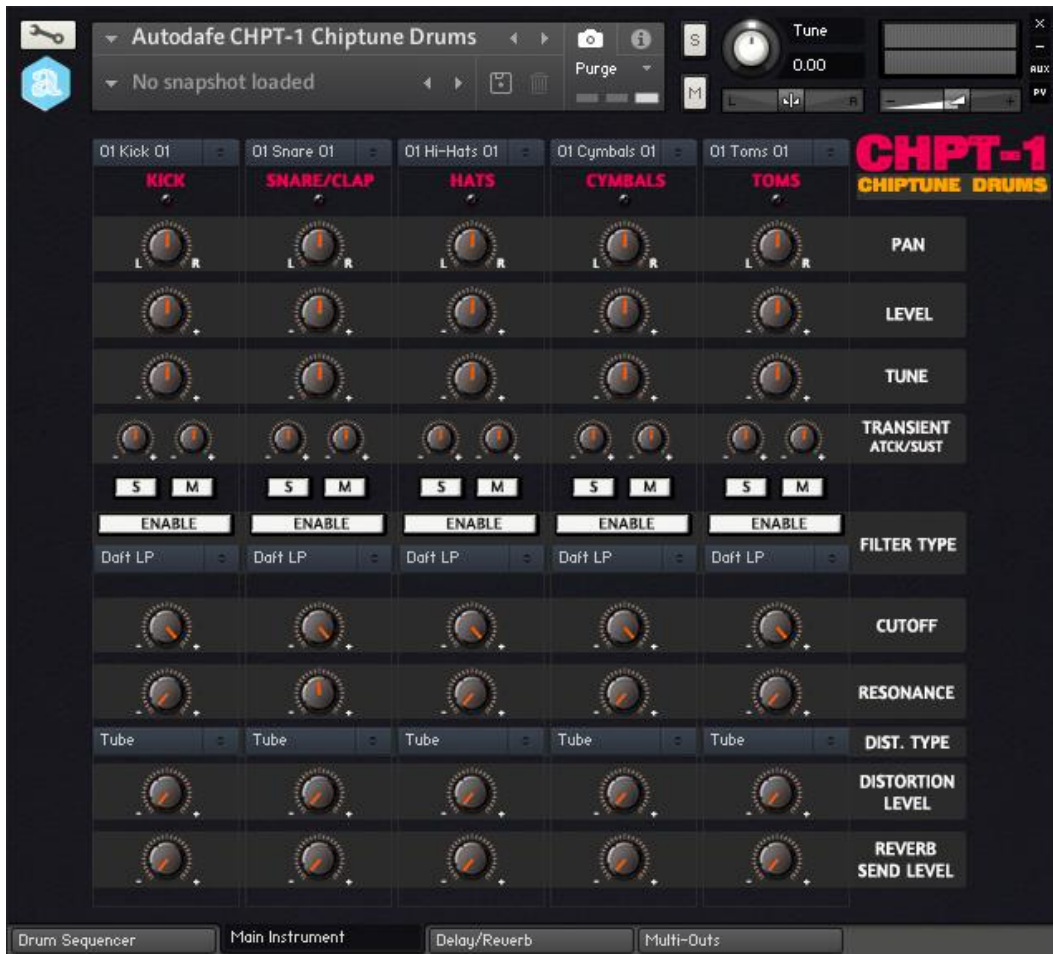 Autodafe CHPT-1 Chiptune Drums
No snapshot loaded
Purge
S
M
Tune
0.00
L R
- +
×
-
AUX
PV
01 Kick 01 01 Snare 01 01 Hi-Hats 01 01 Cymbals 01 01 Toms 01
CHPT-1
CHIPTUNE DRUMS
KICK SNARE/CLAP HATS CYMBALS TOMS
L R L R L R L R L R
PAN
- + - + - + - + - +
LEVEL
- + - + - + - + - +
TUNE
- + - + - + - + - + - + - + - + - + - +
TRANSIENT
ATCK/SUST
S M S M S M S M S M
ENABLE ENABLE ENABLE ENABLE ENABLE
Daft LP Daft LP Daft LP Daft LP Daft LP
FILTER TYPE
- + - + - + - + - +
CUTOFF
- + - + - + - + - +
RESONANCE
Tube Tube Tube Tube Tube
DIST. TYPE
- + - + - + - + - +
DISTORTION
LEVEL
- + - + - + - + - +
REVERB
SEND LEVEL
Drum Sequencer Main Instrument Delay/Reverb Multi-Outs